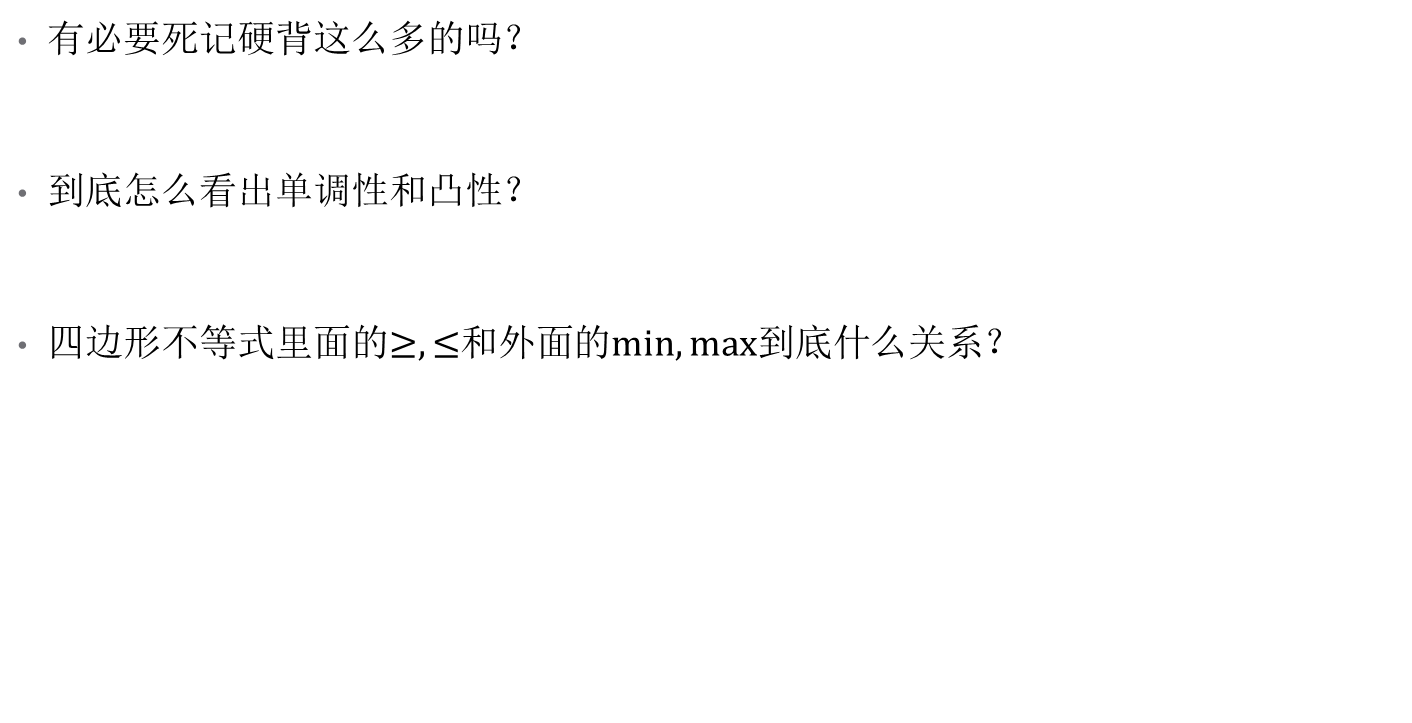 • 有必要死记硬背这么多的吗？
• 到底怎么看出单调性和凸性？
• 四边形不等式里面的≥, ≤和外面的min, max到底什么关系？